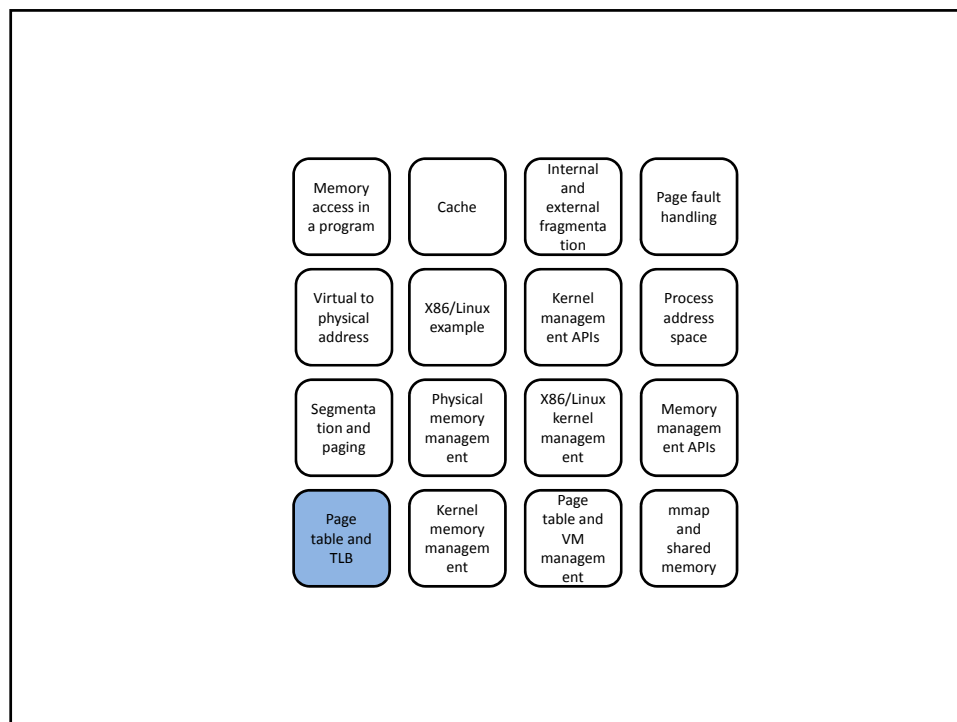 Memory
access in
a program
Cache
Internal
and
external
fragmenta
tion
Page fault
handling
Virtual to
physical
address
X86/Linux
example
Kernel
managem
ent APIs
Process
address
space
Segmenta
tion and
paging
Physical
memory
managem
ent
X86/Linux
kernel
managem
ent
Memory
managem
ent APIs
Page
table and
TLB
Kernel
memory
managem
ent
Page
table and
VM
managem
ent
mmap
and
shared
memory